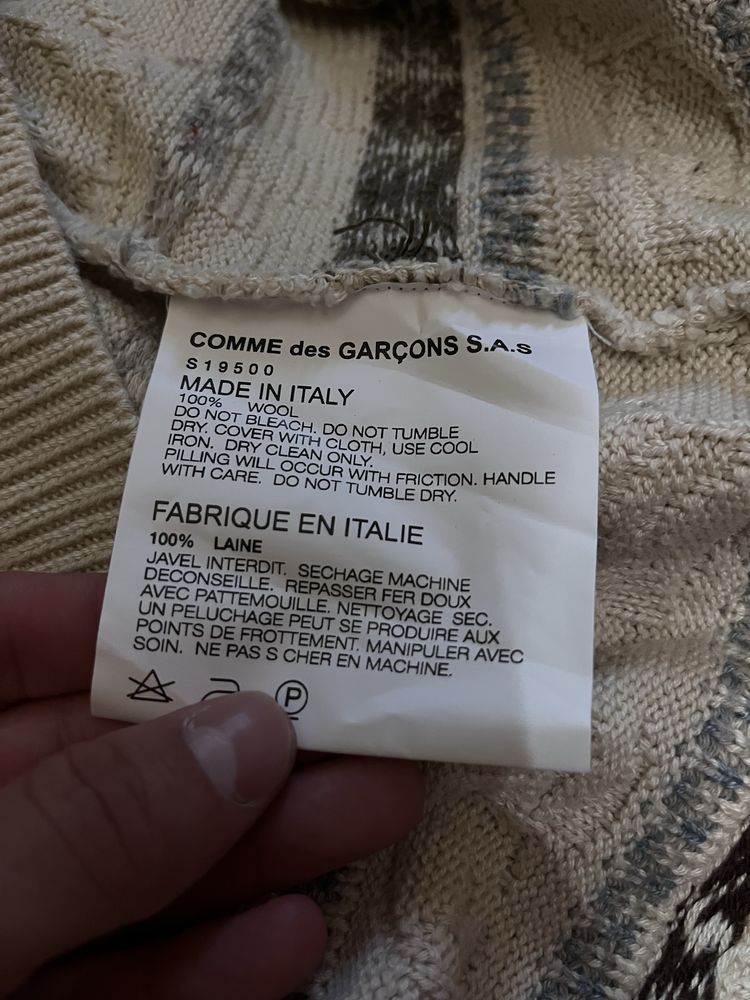 COMME des GARÇONS S.A.s
S19500
MADE IN ITALY
100% WOOL
DO NOT BLEACH. DO NOT TUMBLE
DRY. COVER WITH CLOTH, USE COOL
IRON. DRY CLEAN ONLY.
PILLING WILL OCCUR WITH FRICTION. HANDLE
WITH CARE. DO NOT TUMBLE DRY.
FABRIQUE EN ITALIE
100% LAINE
JAVEL INTERDIT. SECHAGE MACHINE
DECONSEILLE. REPASSER FER DOUX
AVEC PATTEMOUILLE. NETTOYAGE SEC.
UN PELUCHAGE PEUT SE PRODUIRE AUX
POINTS DE FROTTEMENT. MANIPULER AVEC
SOIN. NE PAS S CHER EN MACHINE.
P